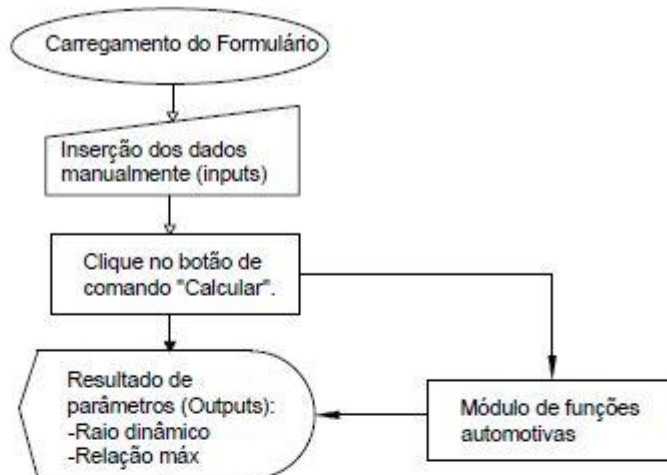 Carregamento do Formulário
Inserção dos dados
manualmente (inputs)
Clique no botão de
comando "Calcular".
Resultado de
parâmetros (Outputs):
-Raio dinâmico
-Relação máx
Módulo de funções
automotivas